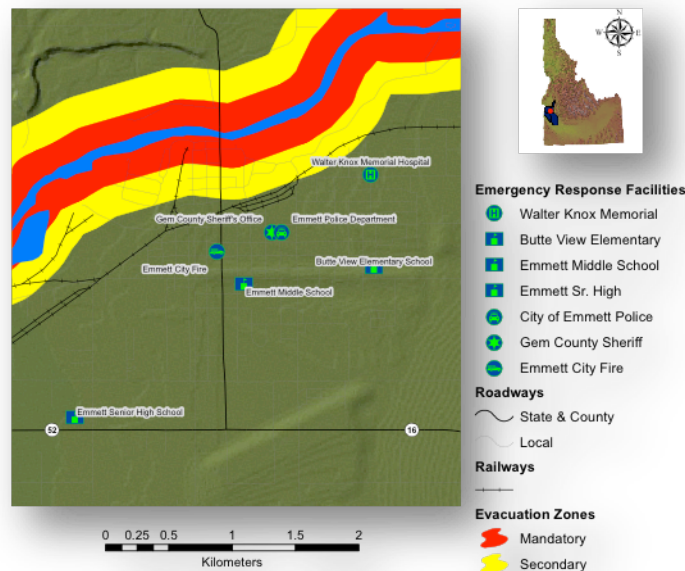 N
W E
S
Walter Knox Memorial Hospital
Gem County Sheriff's Office
Emmett Police Department
Emmett City Fire
Butte View Elementary School
Emmett Middle School
Emmett Senior High School
52
16
0 0.25 0.5 1 1.5 2
Kilometers
Emergency Response Facilities
H Walter Knox Memorial
Butte View Elementary
Emmett Middle School
Emmett Sr. High
City of Emmett Police
Gem County Sheriff
Emmett City Fire
Roadways
State & County
Local
Railways
Evacuation Zones
Mandatory
Secondary